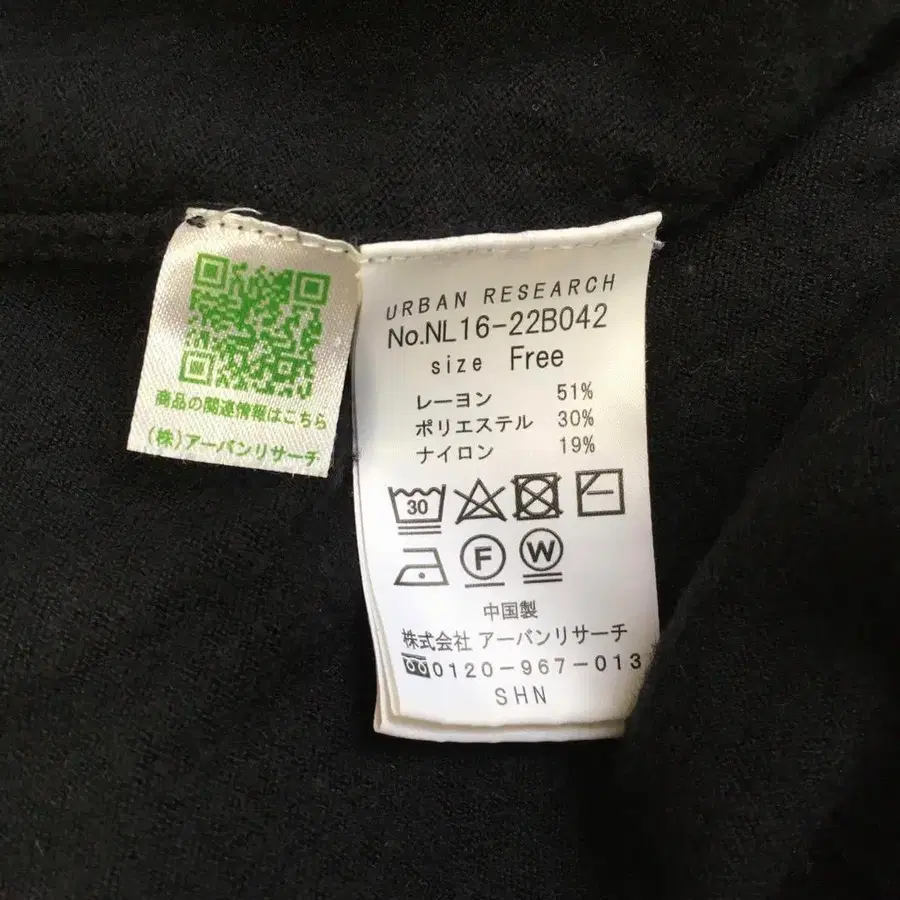 商品の関連情報はこちら
(株)アーバンリサーチ
URBAN RESEARCH
No.NL16-22B042
size Free
レーヨン 51%
ポリエステル 30%
ナイロン 19%
30
F W
中国製
株式会社 アーバンリサーチ
0120-967-013
SHN